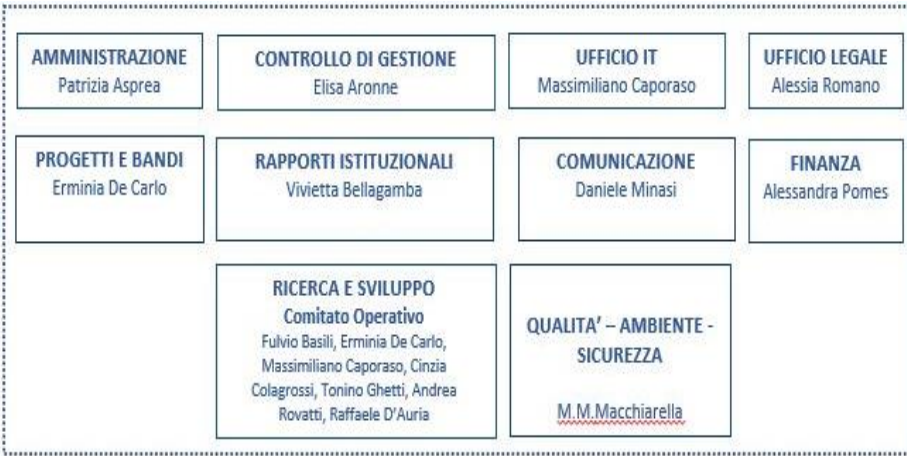 AMMINISTRAZIONE
Patrizia Asprea
CONTROLLO DI GESTIONE
Elisa Aronne
UFFICIO IT
Massimiliano Caporaso
UFFICIO LEGALE
Alessia Romano
PROGETTI E BANDI
Erminia De Carlo
RAPPORTI ISTITUZIONALI
Vivietta Bellagamba
COMUNICAZIONE
Daniele Minasi
FINANZA
Alessandra Pomes
RICERCA E SVILUPPO
Comitato Operativo
Fulvio Basili, Erminia De Carlo,
Massimiliano Caporaso, Cinzia
Colagrossi, Tonino Ghetti, Andrea
Rovatti, Raffaele D'Auria
QUALITA' – AMBIENTE -
SICUREZZA
M.M.Macchiarella